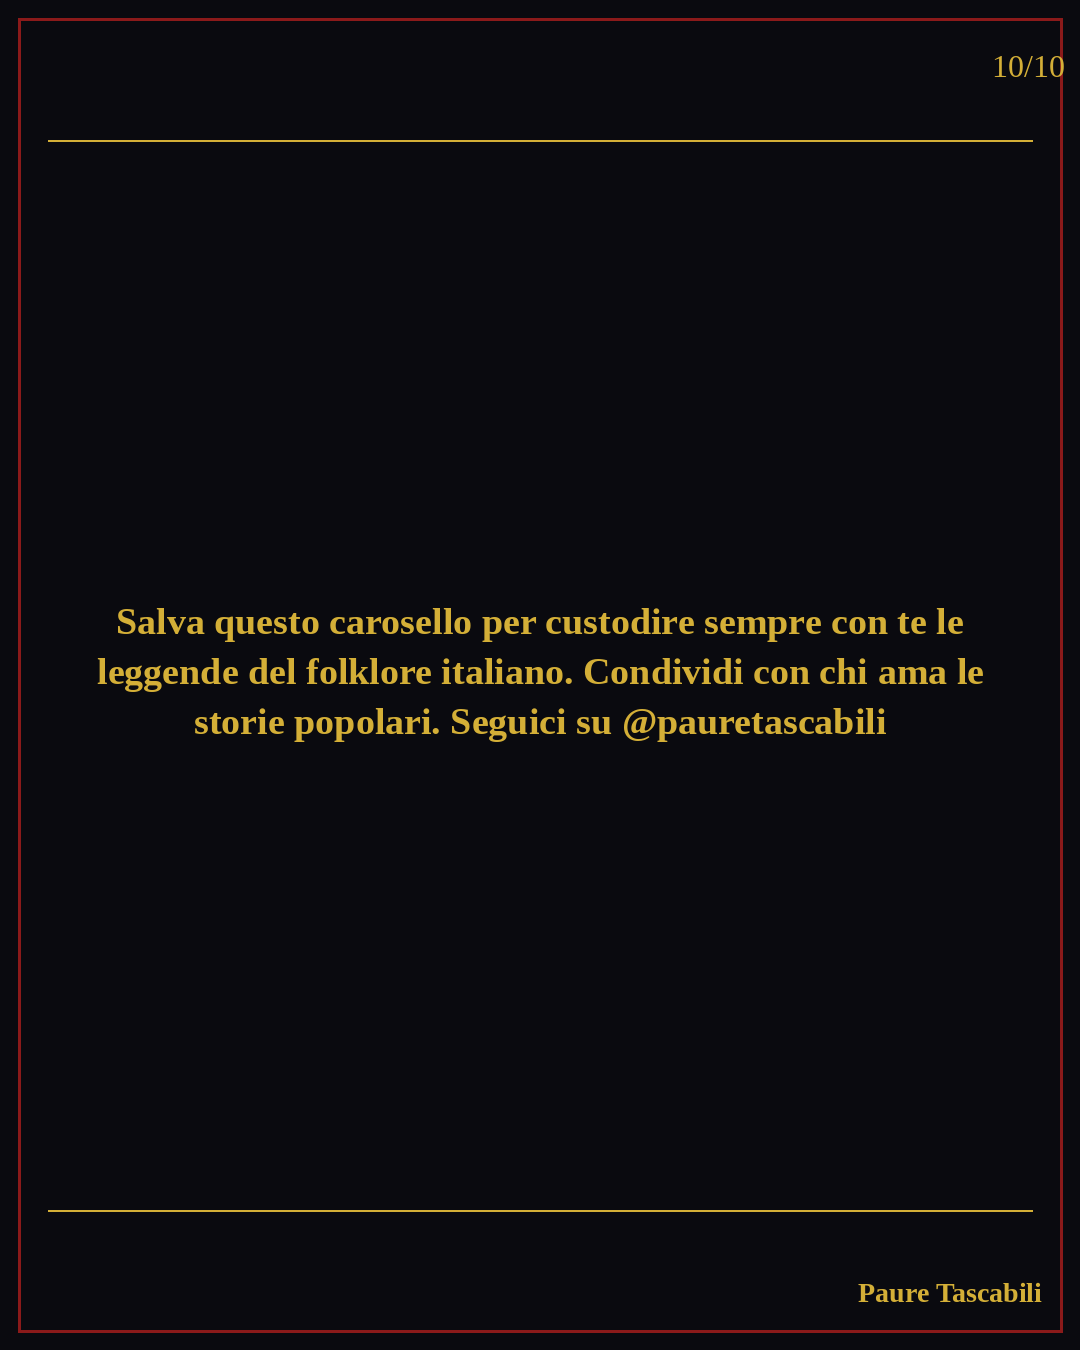 10/10
Salva questo carosello per custodire sempre con te le
leggende del folklore italiano. Condividi con chi ama le
storie popolari. Seguici su @pauretascabili
Paure Tascabili